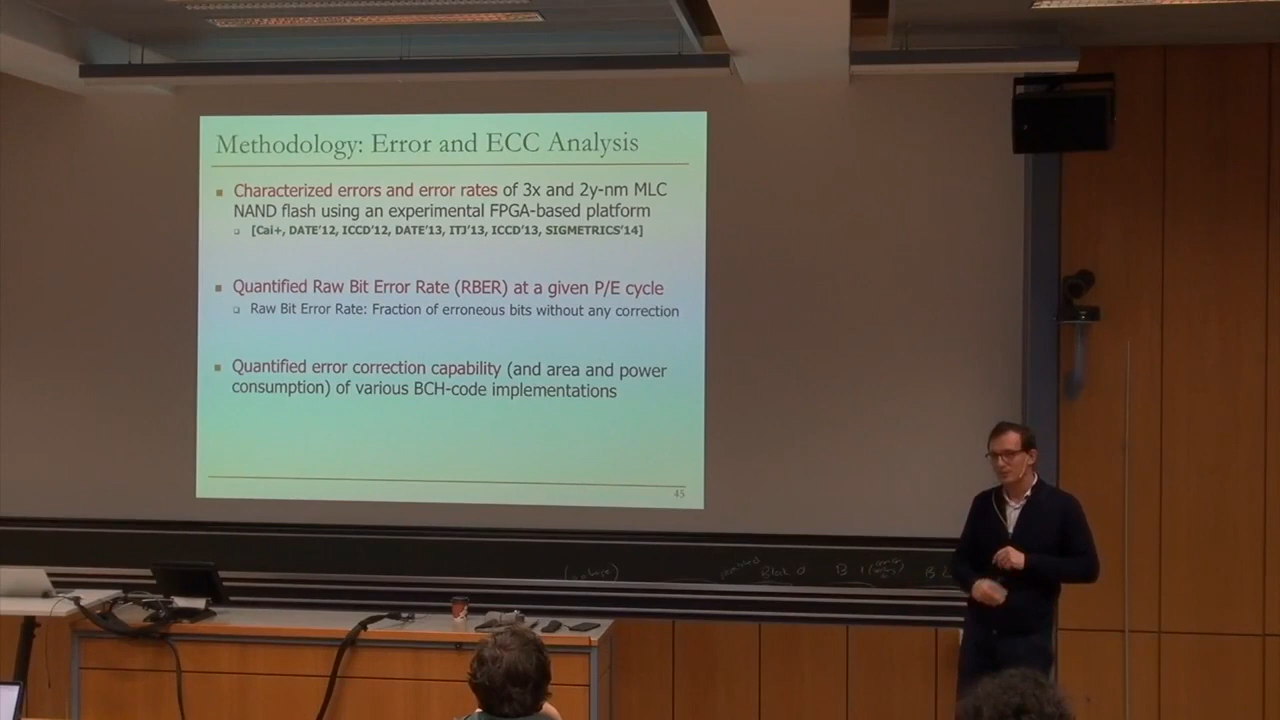 Methodology: Error and ECC Analysis
Characterized errors and error rates of 3x and 2y-nm MLC
NAND flash using an experimental FPGA-based platform
[Cai+, DATE'12, ICCD'12, DATE'13, ITJ'13, ICCD'13, SIGMETRICS'14]
Quantified Raw Bit Error Rate (RBER) at a given P/E cycle
Raw Bit Error Rate: Fraction of erroneous bits without any correction
Quantified error correction capability (and area and power
consumption) of various BCH-code implementations
45